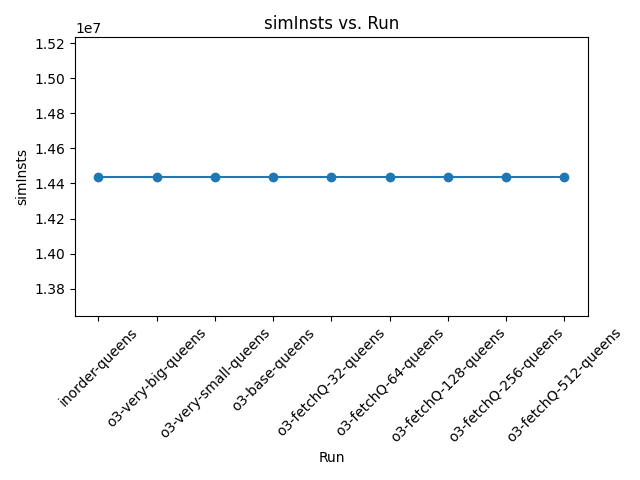 simInsts vs. Run
1e7
1.52
1.50
1.48
1.46
1.44
1.42
1.40
1.38
simInsts
inorder-queens
o3-very-big-queens
o3-very-small-queens
o3-base-queens
o3-fetchQ-32-queens
o3-fetchQ-64-queens
o3-fetchQ-128-queens
o3-fetchQ-256-queens
o3-fetchQ-512-queens
Run